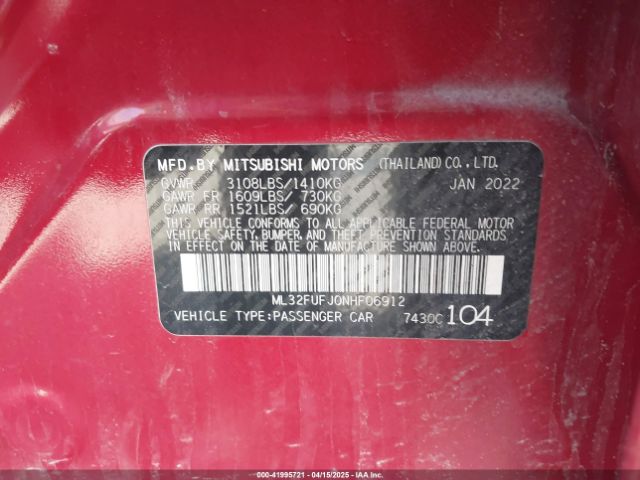 MFD.BY MITSUBISHI MOTORS (THAILAND) CO.,LTD.
GVWR 3108LBS/1410KG JAN 2022
GAWR FR 1609LBS/ 730KG
GAWR RR 1521LBS/ 690KG
THIS VEHICLE CONFORMS TO ALL APPLICABLE FEDERAL MOTOR
VEHICLE SAFETY, BUMPER, AND THEFT PREVENTION STANDARDS
IN EFFECT ON THE DATE OF MANUFACTURE SHOWN ABOVE.
ML32FUFJ0NHF06912
VEHICLE TYPE:PASSENGER CAR 7430C 104
000-41995721 - 04/15/2025 - IAAI.COM